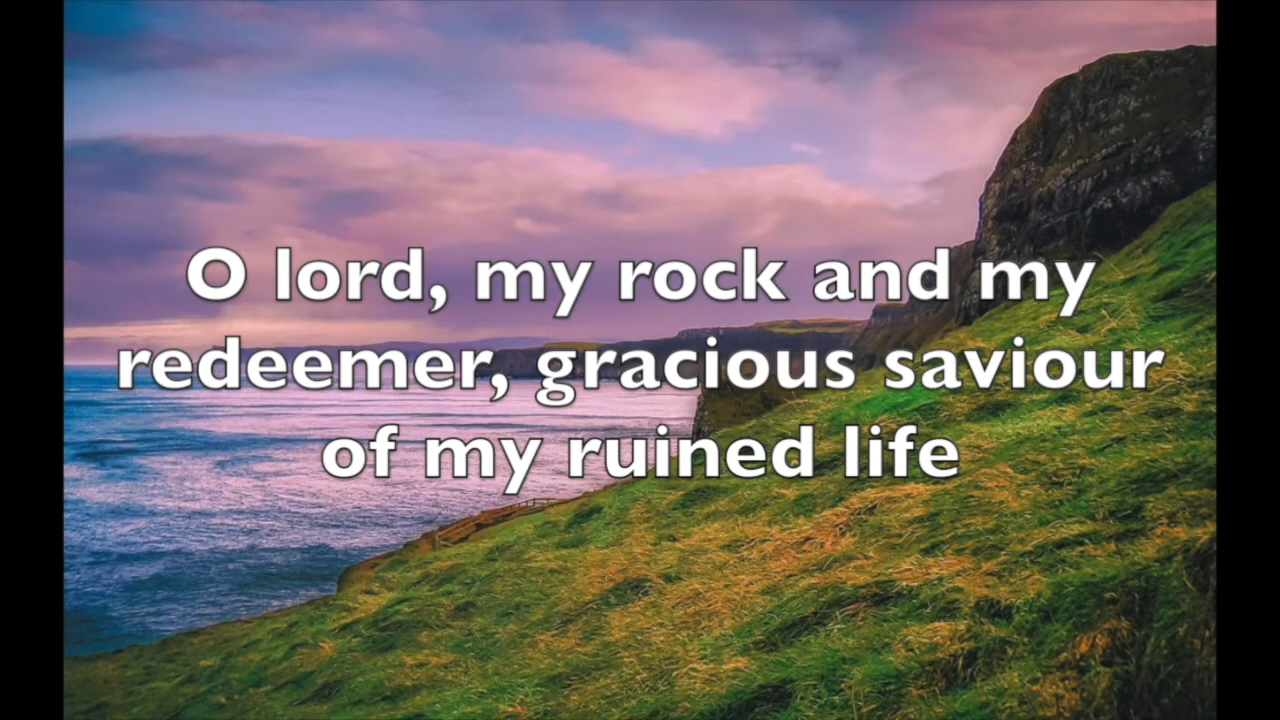 O lord, my rock and my
redeemer, gracious saviour
of my ruined life